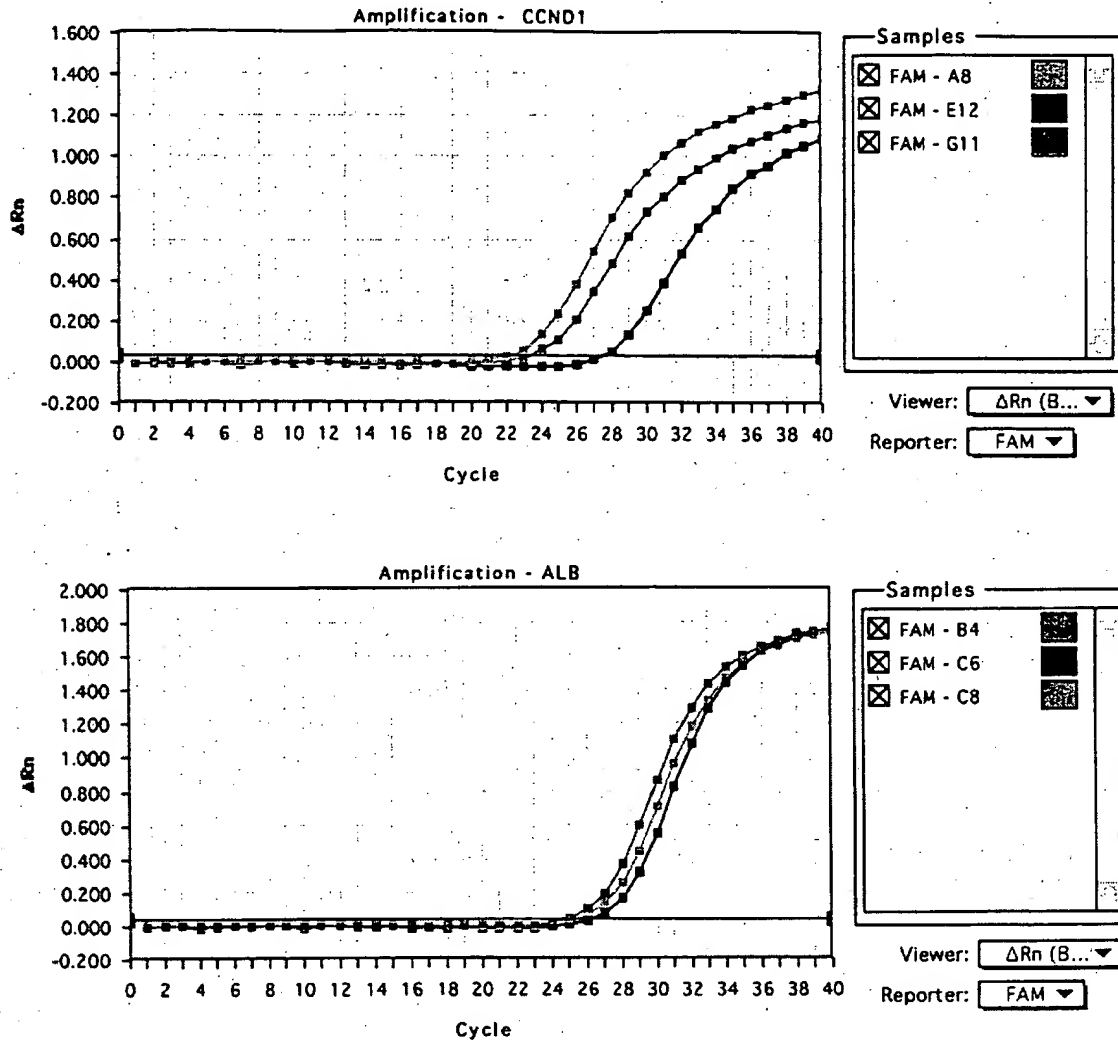 Amplification - CCND1
1.600
1.400
1.200
1.000
0.800
0.600
0.400
0.200
0.000
-0.200
ΔRn
0 2 4 6 8 10 12 14 16 18 20 22 24 26 28 30 32 34 36 38 40
Cycle
Samples
FAM - A8
FAM - E12
FAM - G11
Viewer: ΔRn (B... ▼
Reporter: FAM ▼
Amplification - ALB
2.000
1.800
1.600
1.400
1.200
1.000
0.800
0.600
0.400
0.200
0.000
-0.200
ΔRn
0 2 4 6 8 10 12 14 16 18 20 22 24 26 28 30 32 34 36 38 40
Cycle
Samples
FAM - B4
FAM - C6
FAM - C8
Viewer: ΔRn (B... ▼
Reporter: FAM ▼